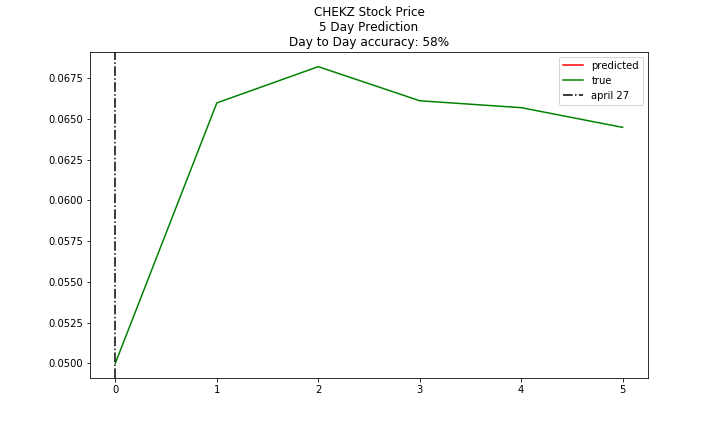 CHEKZ Stock Price
5 Day Prediction
Day to Day accuracy: 58%
predicted
true
april 27
0.0675
0.0650
0.0625
0.0600
0.0575
0.0550
0.0525
0.0500
0 1 2 3 4 5